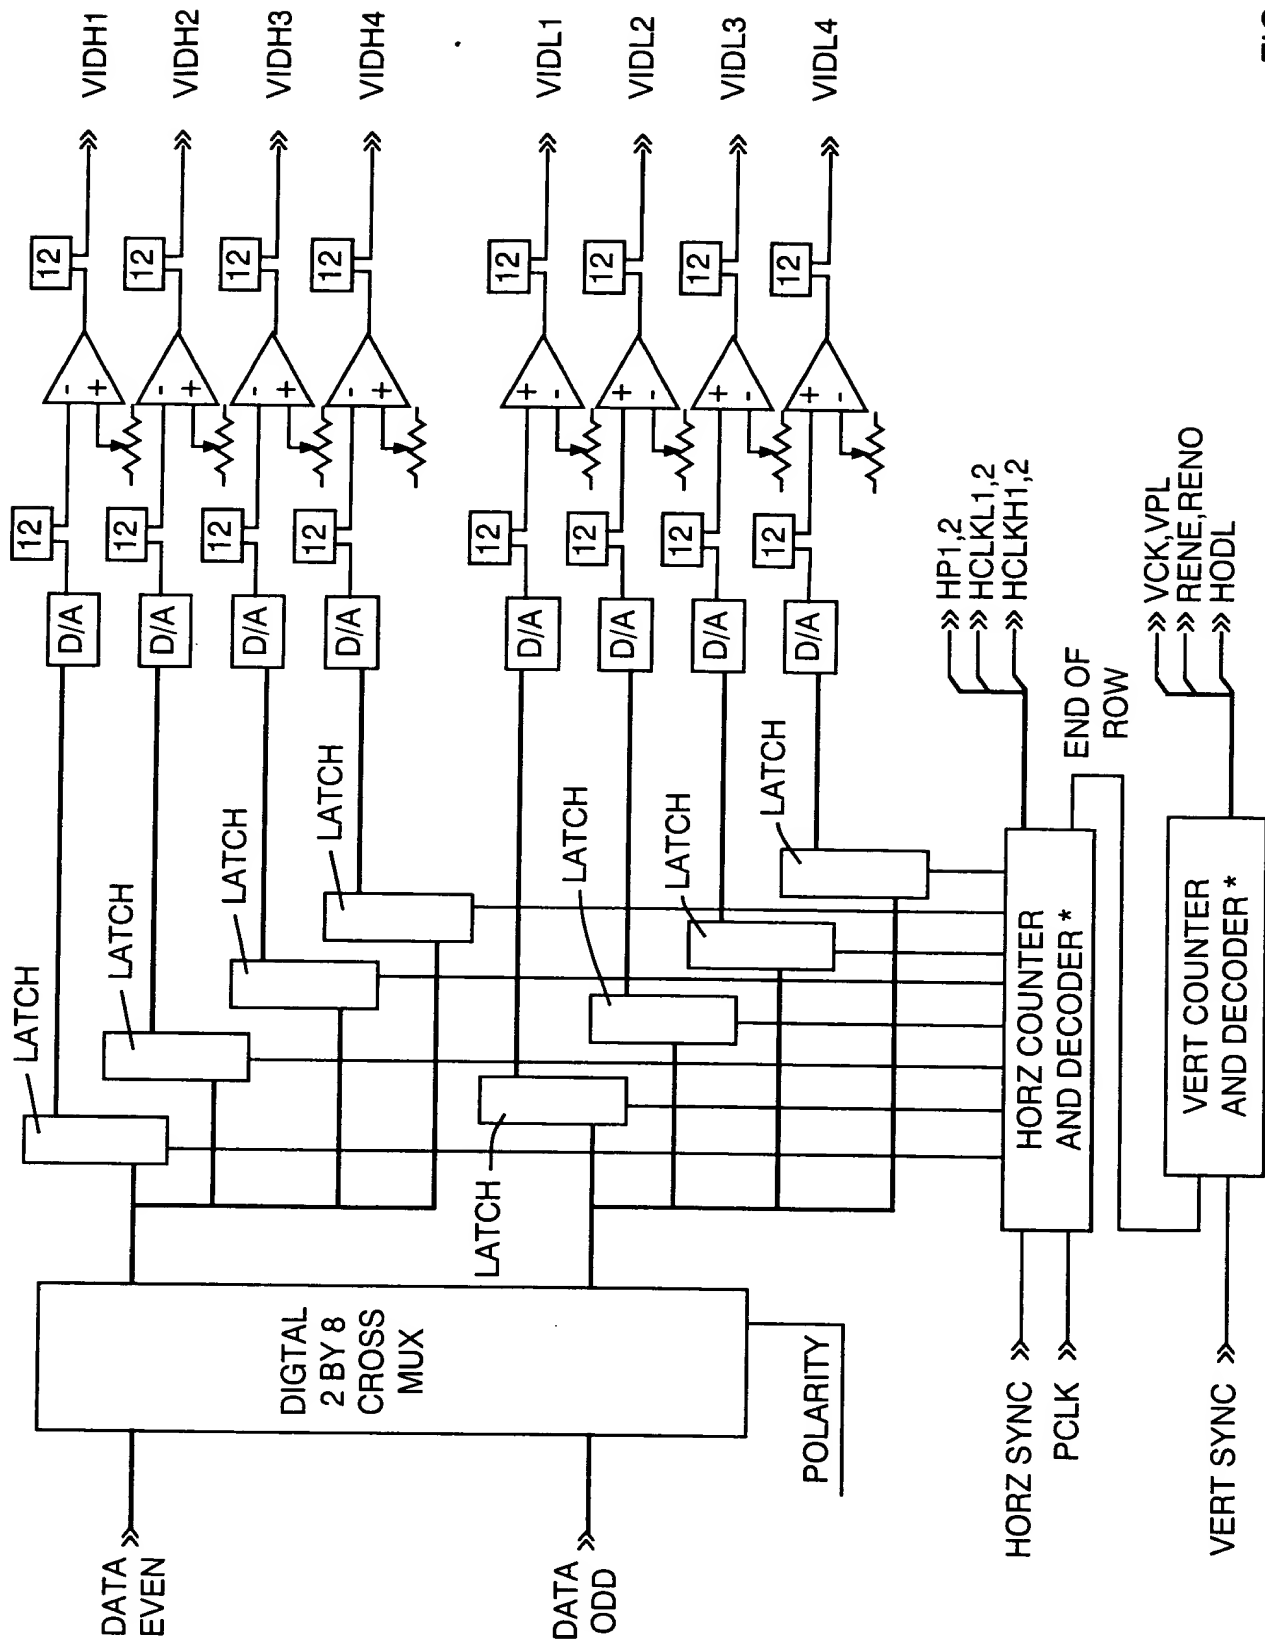 DATA
EVEN
DATA
ODD
DIGTAL
2 BY 8
CROSS
MUX
POLARITY
LATCH
LATCH
LATCH
LATCH
LATCH
LATCH
LATCH
LATCH
D/A
D/A
D/A
D/A
D/A
D/A
D/A
D/A
12
12
12
12
12
12
12
12
- +
- +
- +
- +
+ -
+ -
+ -
+ -
12
12
12
12
12
12
12
12
VIDH1
VIDH2
VIDH3
VIDH4
VIDL1
VIDL2
VIDL3
VIDL4
HORZ SYNC
PCLK
HORZ COUNTER
AND DECODER *
HP1,2
HCLKL1,2
HCLKH1,2
END OF
ROW
VERT SYNC
VERT COUNTER
AND DECODER *
VCK,VPL
RENE,RENO
HODL